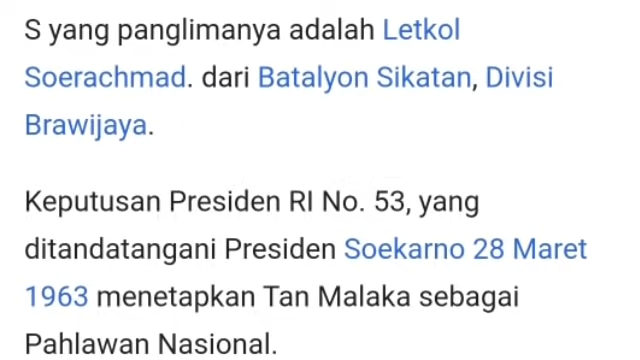 S yang panglimanya adalah Letkol
Soerachmad. dari Batalyon Sikatan, Divisi
Brawijaya.
Keputusan Presiden RI No. 53, yang
ditandatangani Presiden Soekarno 28 Maret
1963 menetapkan Tan Malaka sebagai
Pahlawan Nasional.